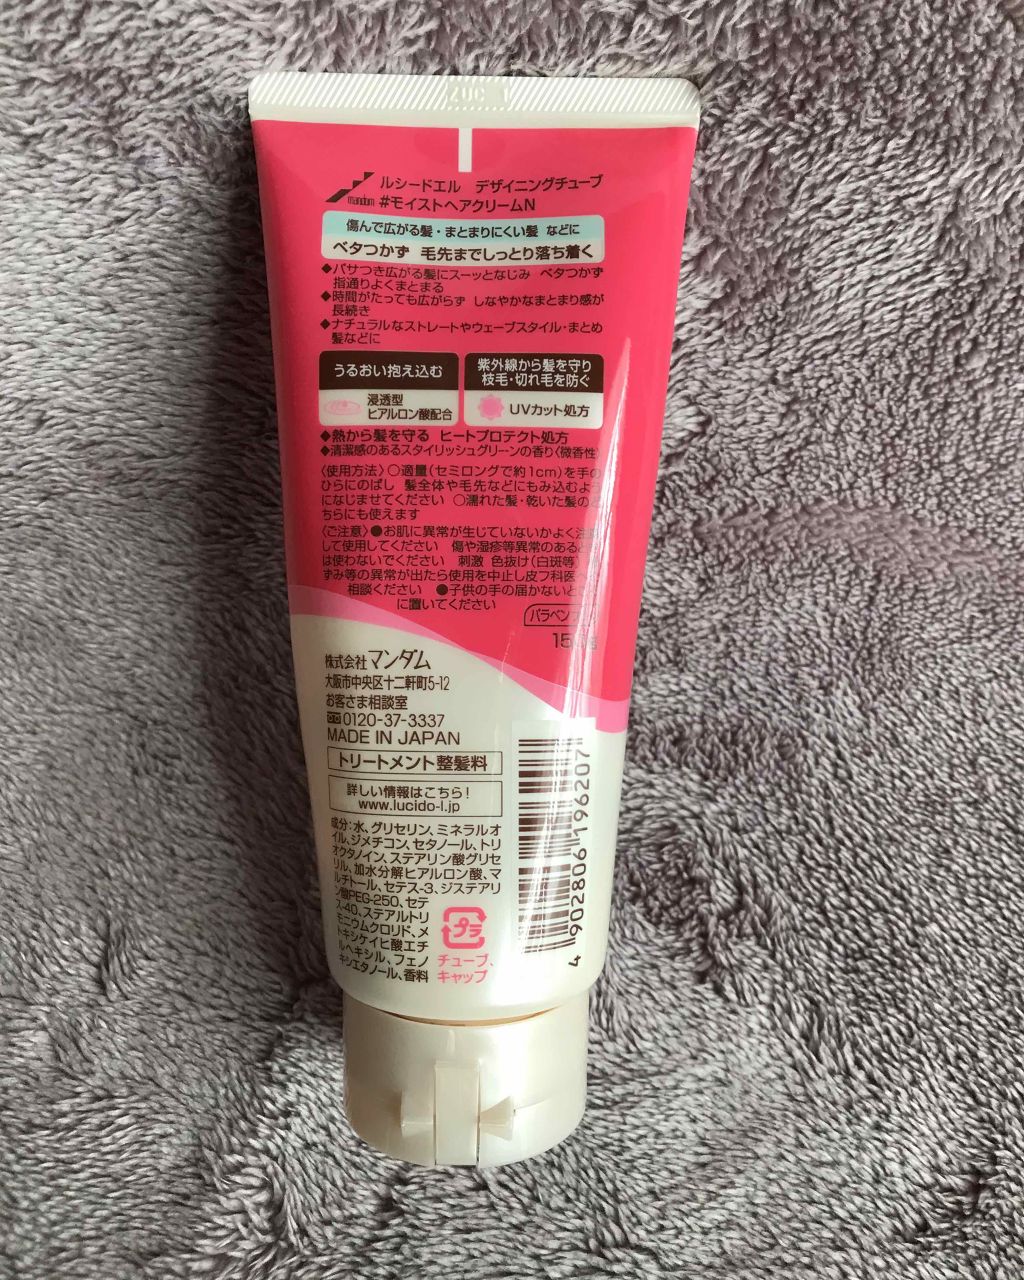 mandom
ルシードエル デザイニングチューブ
#モイストヘアクリームN
傷んで広がる髪・まとまりにくい髪 などに
ベタつかず 毛先までしっとり落ち着く
◆パサつき広がる髪にスーッとなじみ ベタつかず
指通りよくまとまる
◆時間がたっても広がらず しなやかなまとまり感が
長続き
◆ナチュラルなストレートやウェーブスタイル・まとめ
髪などに
うるおい抱え込む
浸透型
ヒアルロン酸配合
紫外線から髪を守り
枝毛・切れ毛を防ぐ
UVカット処方
◆熱から髪を守る ヒートプロテクト処方
◆清潔感のあるスタイリッシュグリーンの香り〈微香性〉
〈使用方法〉○適量(セミロングで約1cm)を手の
ひらにのばし 髪全体や毛先などにもみ込むよう
になじませてください ○濡れた髪・乾いた髪のど
ちらにも使えます
〈ご注意〉●お肌に異常が生じていないかよく注
して使用してください 傷や湿疹等異常のあると
は使わないでください 刺激 色抜け(白斑等)
ずみ等の異常が出たら使用を中止し皮フ科医へ
相談ください ●子供の手の届かないと
に置いてください
パラベン
株式会社マンダム
大阪市中央区十二軒町5-12
お客さま相談室
0120-37-3337
MADE IN JAPAN
トリートメント整髪料
詳しい情報はこちら!
www.lucido-l.jp
成分:水、グリセリン、ミネラルオ
イル、ジメチコン、セタノール、トリ
オクタノイン、ステアリン酸グリセ
リル、加水分解ヒアルロン酸、マ
ルチトール、セテス-3、ジステアリ
ン酸PEG-250、セテ
ス-40、ステアルトリ
モニウムクロリド、メ
トキシケイヒ酸エチ
ルヘキシル、フェノ
キシエタノール、香料
プラ
チューブ、
キャップ
4 902806 196207